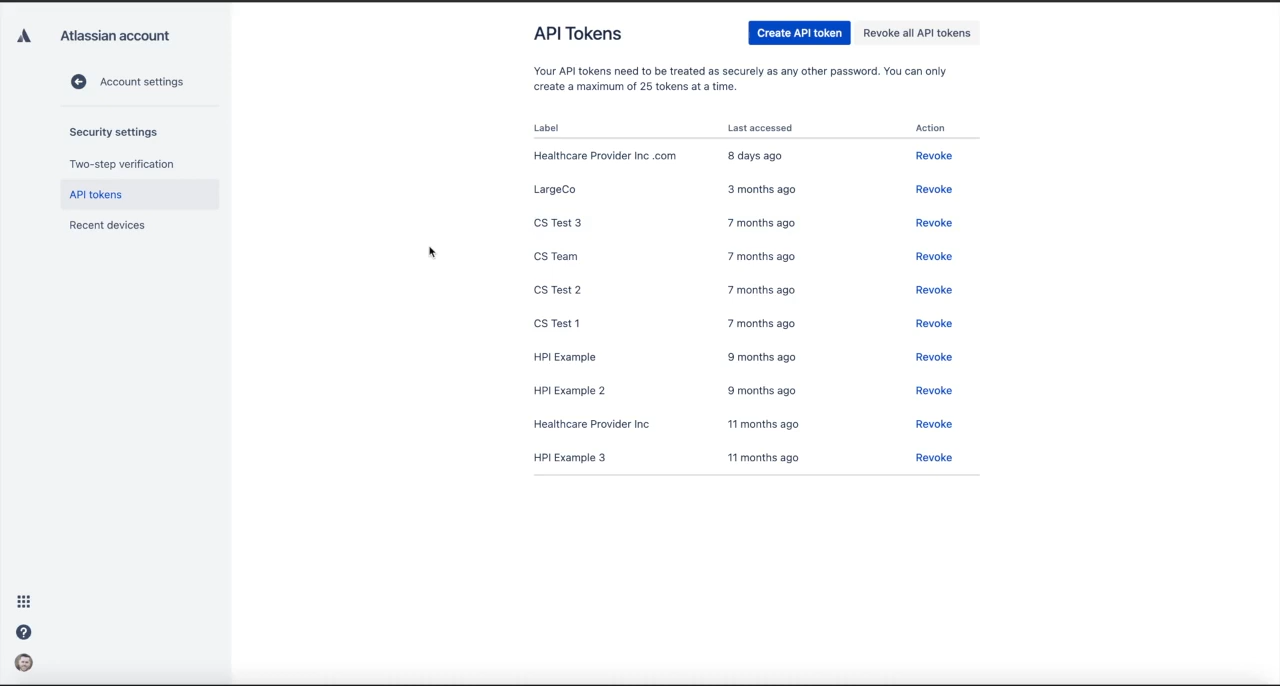 Atlassian account
Account settings
Security settings
Two-step verification
API tokens
Recent devices
API Tokens
Create API token
Revoke all API tokens
Your API tokens need to be treated as securely as any other password. You can only
create a maximum of 25 tokens at a time.
Label Last accessed Action
Healthcare Provider Inc .com 8 days ago Revoke
LargeCo 3 months ago Revoke
CS Test 3 7 months ago Revoke
CS Team 7 months ago Revoke
CS Test 2 7 months ago Revoke
CS Test 1 7 months ago Revoke
HPI Example 9 months ago Revoke
HPI Example 2 9 months ago Revoke
Healthcare Provider Inc 11 months ago Revoke
HPI Example 3 11 months ago Revoke